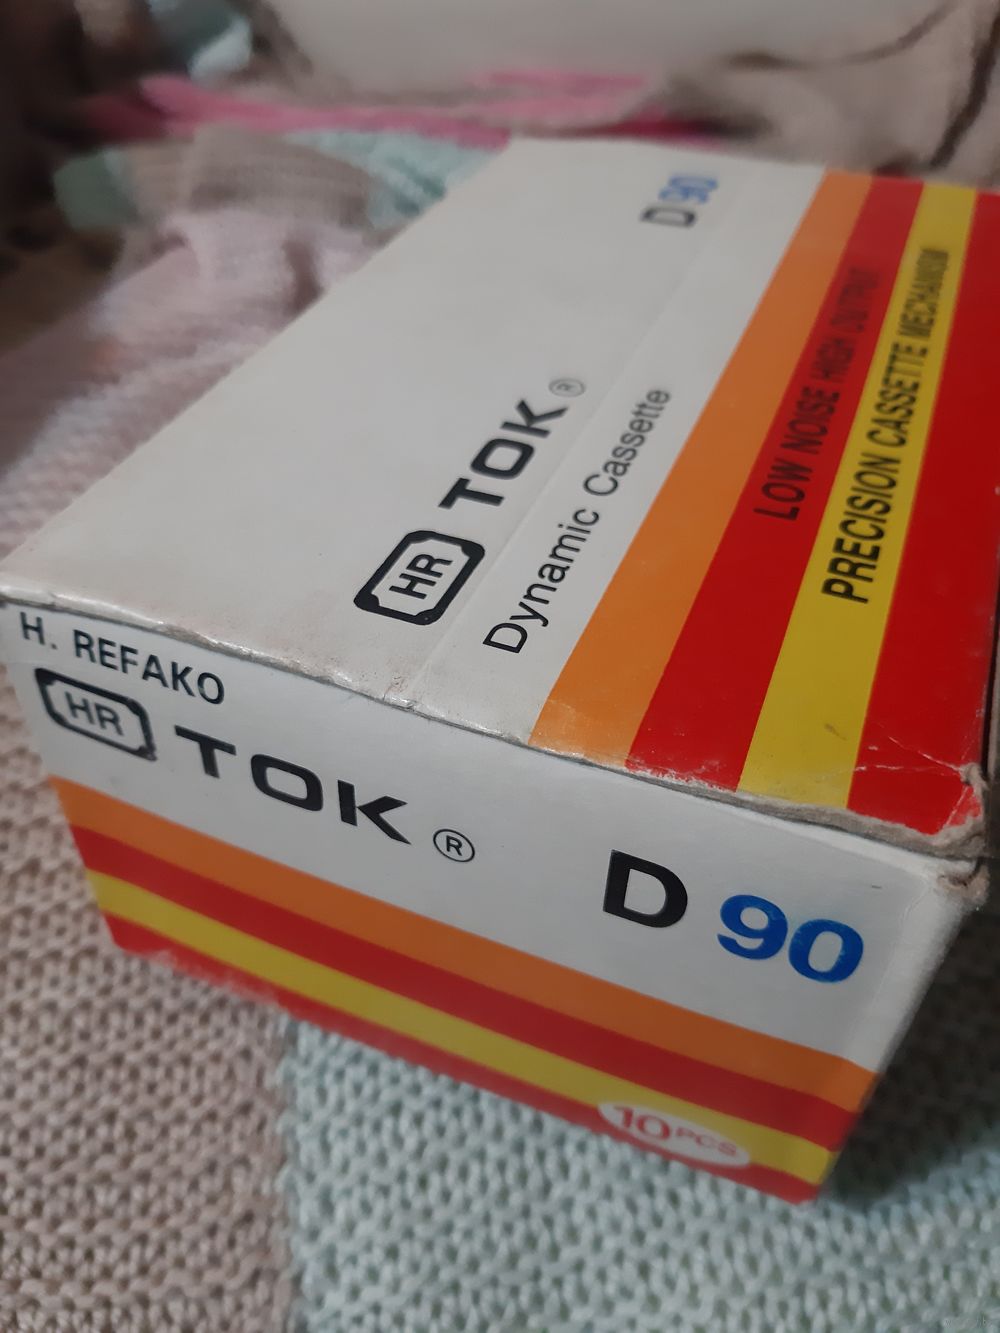 D 90
HR TOK ®
Dynamic Cassette
LOW NOISE HIGH OUTPUT
PRECISION CASSETTE MECHANISM
H. REFAKO
HR TOK ®
D 90
10 PCS